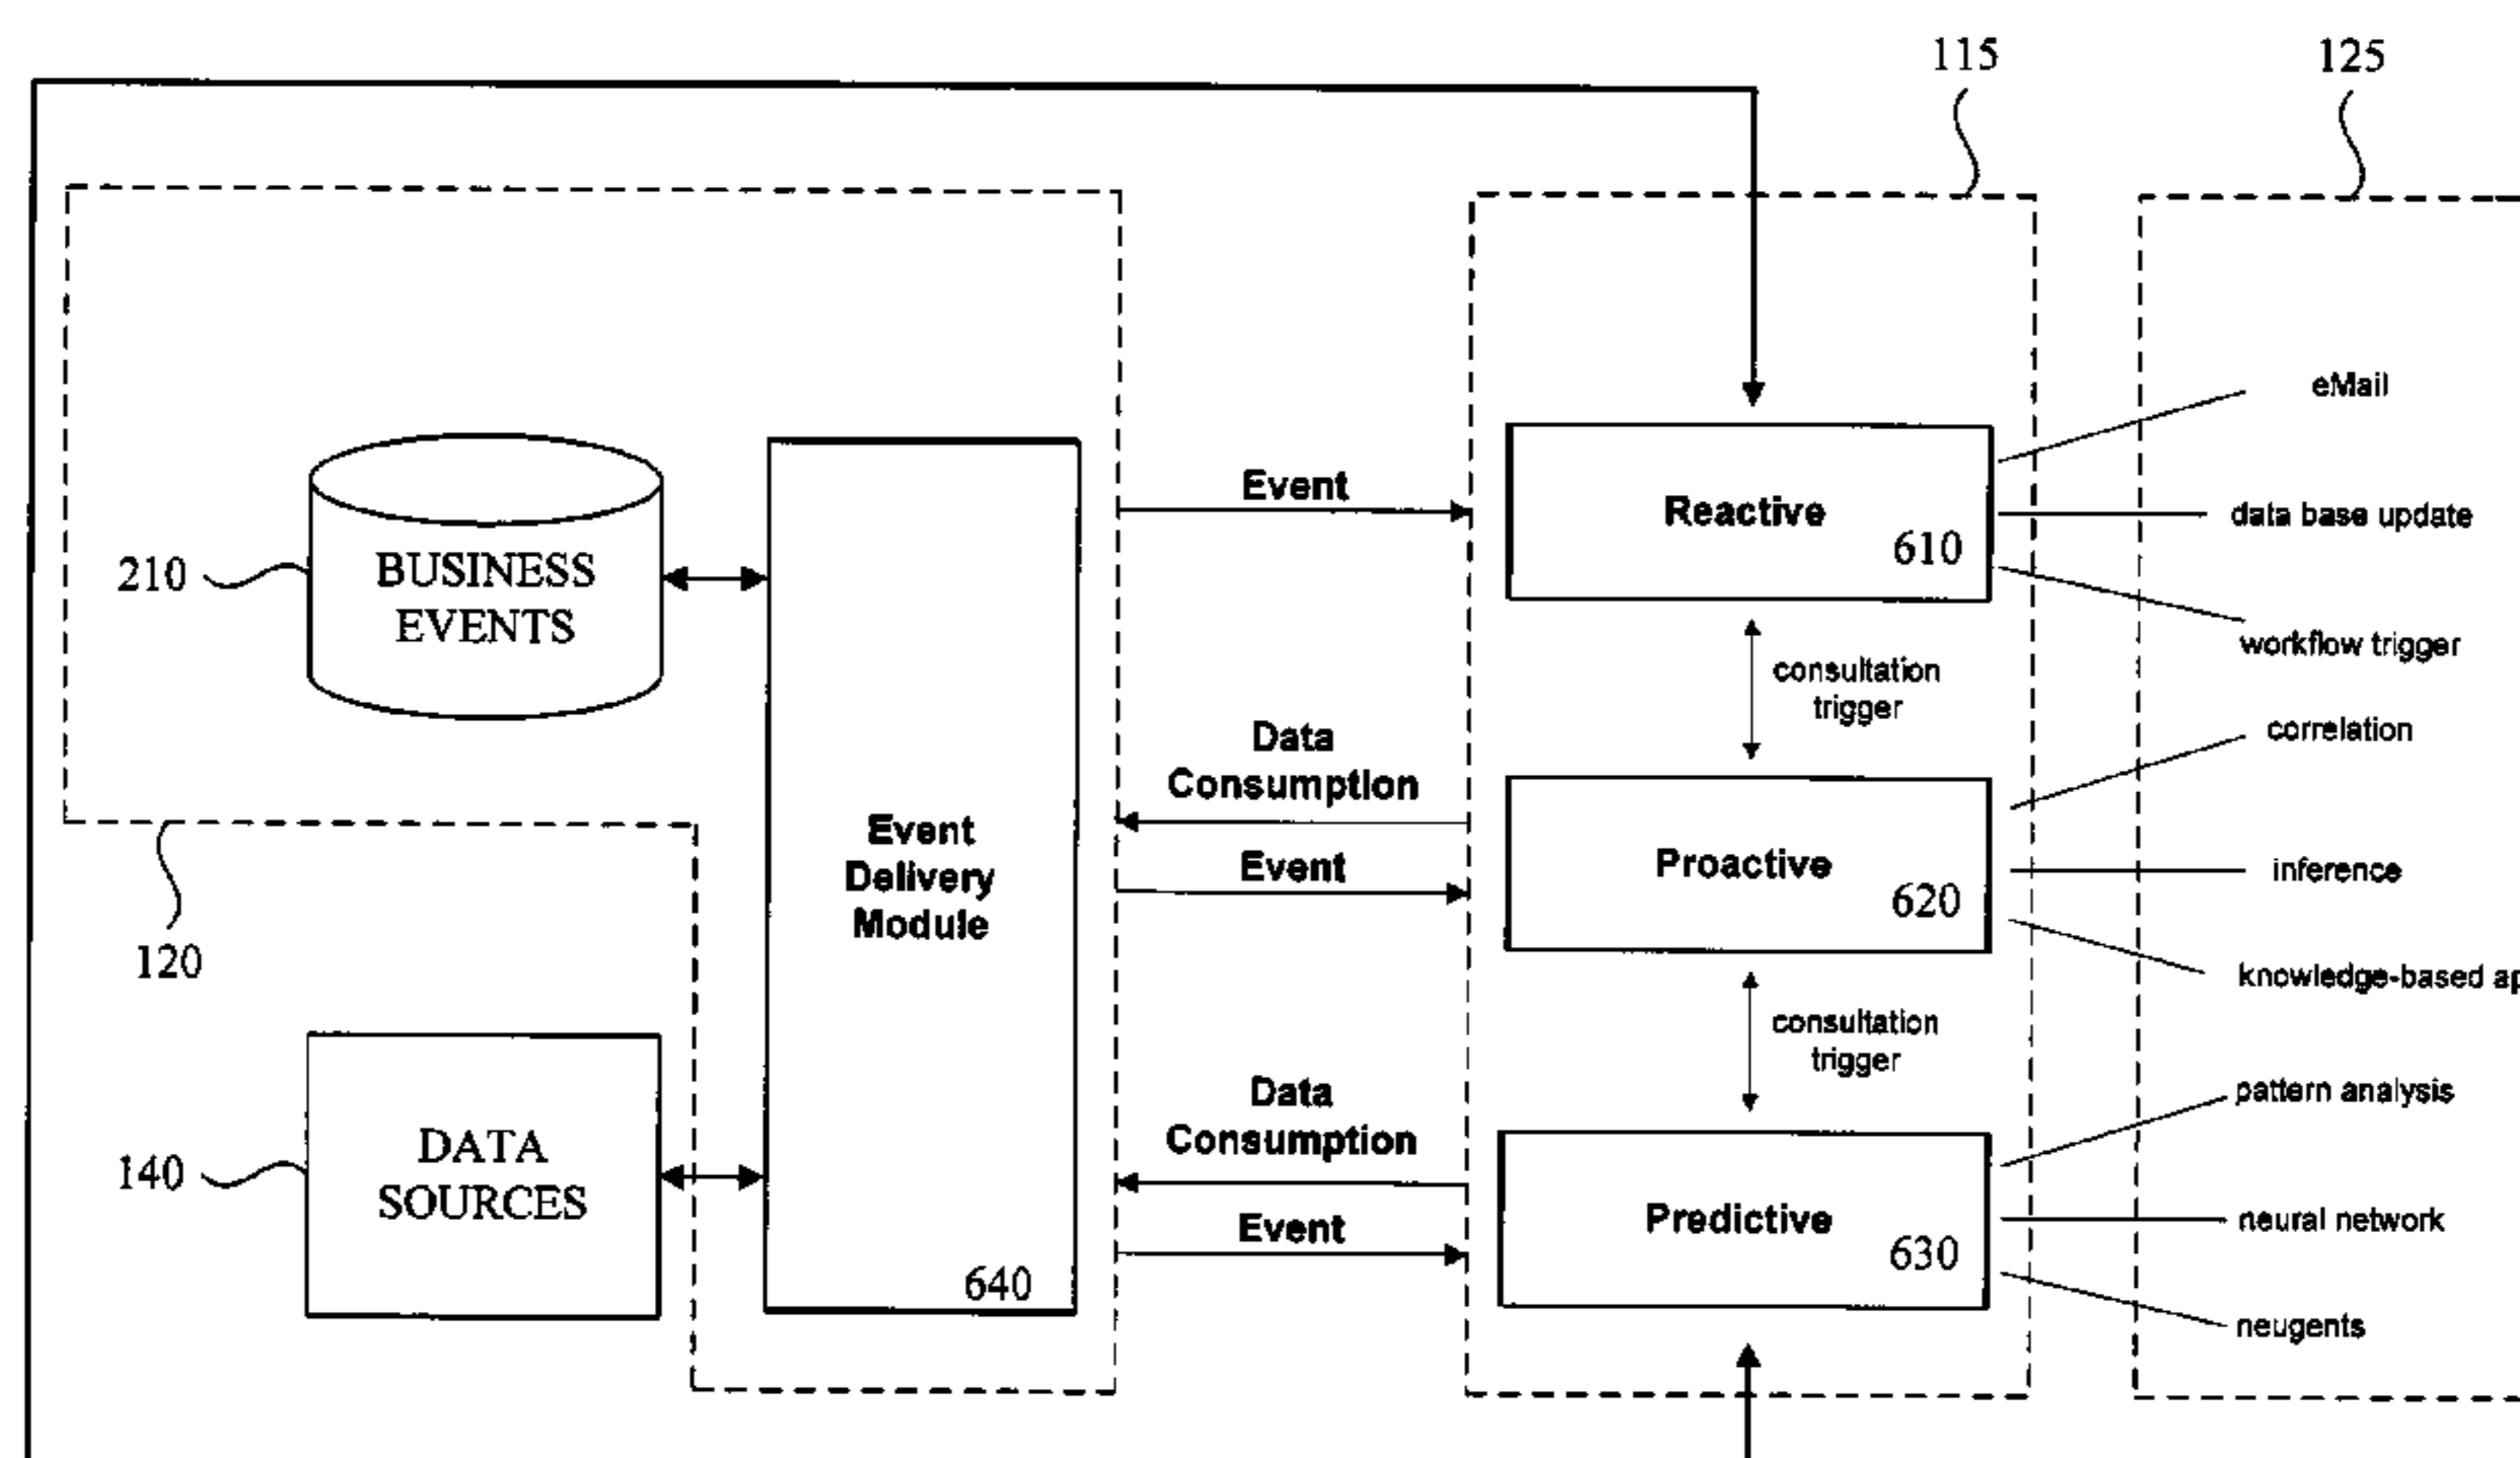 115
125
eMail
Event
Reactive
610
data base update
210
BUSINESS
EVENTS
workflow trigger
consultation
trigger
correlation
Data
Consumption
Event
Delivery
Module
Event
Proactive
620
inference
120
knowledge-based
consultation
trigger
pattern analysis
Data
Consumption
140
DATA
SOURCES
Event
Predictive
630
neural network
640
neugents